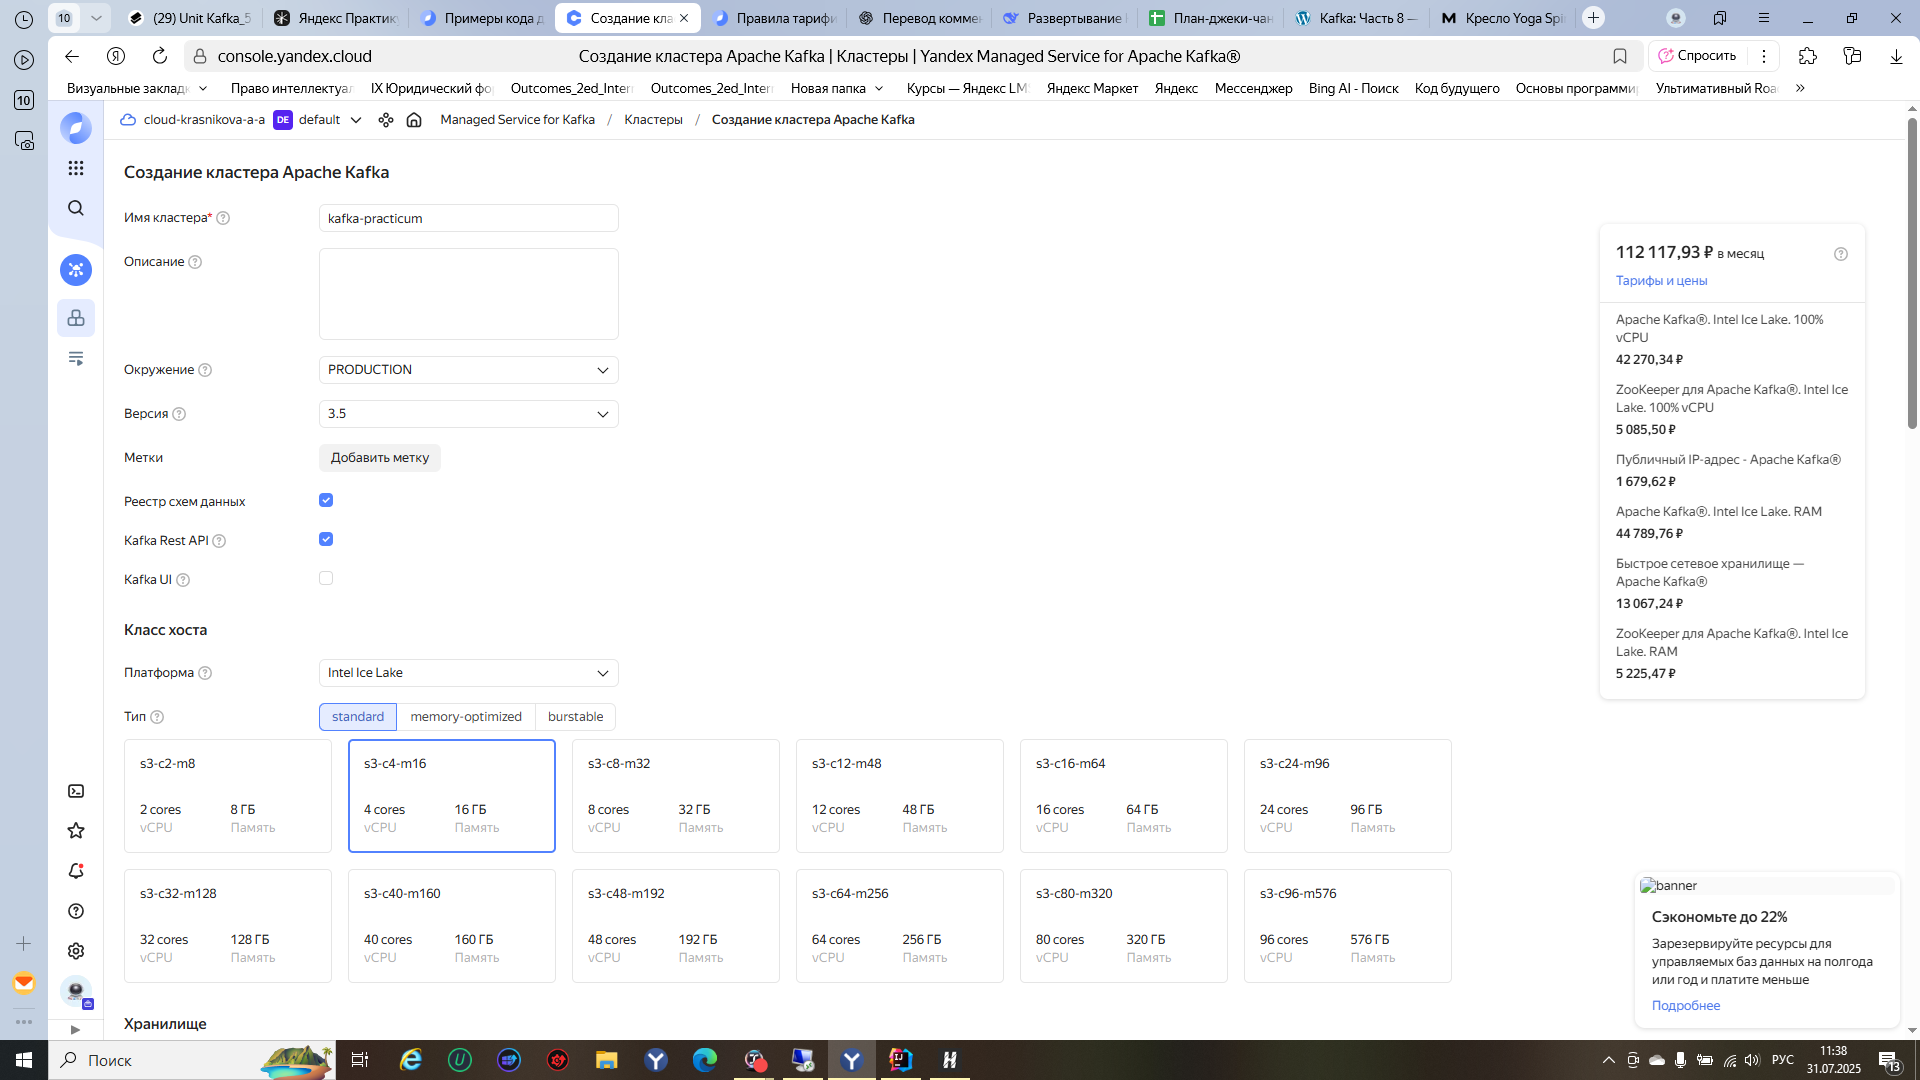 10
(29) Unit Kafka_5
Яндекс Практику
Примеры кода д
Создание кла
Правила тарифи
Перевод комме
Развертывание
План-джеки-чан
Kafka: Часть 8 —
Кресло Yoga Spi
console.yandex.cloud
Создание кластера Apache Kafka | Кластеры | Yandex Managed Service for Apache Kafka®
Спросить
10
Визуальные заклад
Право интеллектуал
IX Юридический фо
Outcomes_2ed_Inter
Outcomes_2ed_Inter
Новая папка
Курсы — Яндекс LM
Яндекс Маркет
Яндекс
Мессенджер
Bing AI - Поиск
Код будущего
Основы программи
Ультимативный Roa
cloud-krasnikova-a-a
DE
default
Managed Service for Kafka / Кластеры / Создание кластера Apache Kafka
Создание кластера Apache Kafka
Имя кластера*
kafka-practicum
Описание
Окружение
PRODUCTION
Версия
3.5
Метки
Добавить метку
Реестр схем данных
Kafka Rest API
Kafka UI
Класс хоста
Платформа
Intel Ice Lake
Тип
standard
memory-optimized
burstable
s3-c2-m8
2 cores
8 ГБ
vCPU
Память
s3-c4-m16
4 cores
16 ГБ
vCPU
Память
s3-c8-m32
8 cores
32 ГБ
vCPU
Память
s3-c12-m48
12 cores
48 ГБ
vCPU
Память
s3-c16-m64
16 cores
64 ГБ
vCPU
Память
s3-c24-m96
24 cores
96 ГБ
vCPU
Память
s3-c32-m128
32 cores
128 ГБ
vCPU
Память
s3-c40-m160
40 cores
160 ГБ
vCPU
Память
s3-c48-m192
48 cores
192 ГБ
vCPU
Память
s3-c64-m256
64 cores
256 ГБ
vCPU
Память
s3-c80-m320
80 cores
320 ГБ
vCPU
Память
s3-c96-m576
96 cores
576 ГБ
vCPU
Память
Хранилище
112 117,93 ₽ в месяц
Тарифы и цены
Apache Kafka®. Intel Ice Lake. 100%
vCPU
42 270,34 ₽
ZooKeeper для Apache Kafka®. Intel Ice
Lake. 100% vCPU
5 085,50 ₽
Публичный IP-адрес - Apache Kafka®
1 679,62 ₽
Apache Kafka®. Intel Ice Lake. RAM
44 789,76 ₽
Быстрое сетевое хранилище —
Apache Kafka®
13 067,24 ₽
ZooKeeper для Apache Kafka®. Intel Ice
Lake. RAM
5 225,47 ₽
banner
Сэкономьте до 22%
Зарезервируйте ресурсы для
управляемых баз данных на полгода
или год и платите меньше
Подробнее
Поиск
РУС
11:38
31.07.2025
13